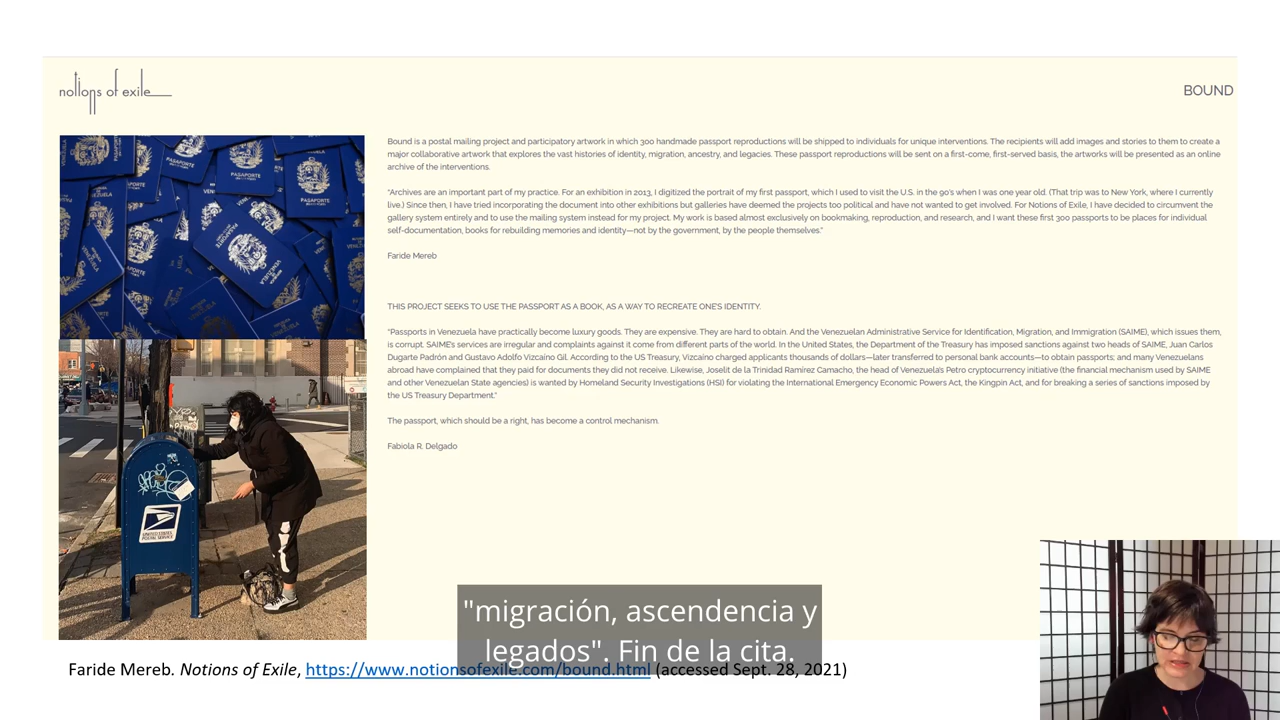 notions of exile
BOUND
Bound is a postal mailing project and participatory artwork in which 300 handmade passport reproductions will be shipped to individuals for unique interventions. The recipients will add images and stories to them to create a
major collaborative artwork that explores the vast histories of identity, migration, ancestry, and legacies. These passport reproductions will be sent on a first-come, first-served basis, the artworks will be presented as an online
archive of the interventions.
"Archives are an important part of my practice. For an exhibition in 2013, I digitized the portrait of my first passport, which I used to visit the U.S. in the 90's when I was one year old. (That trip was to New York, where I currently
live.) Since then, I have tried incorporating the document into other exhibitions but galleries have deemed the projects too political and have not wanted to get involved. For Notions of Exile, I have decided to circumvent the
gallery system entirely and to use the mailing system instead for my project. My work is based almost exclusively on bookmaking, reproduction, and research, and I want these first 300 passports to be places for individual
self-documentation, books for rebuilding memories and identity—not by the government, by the people themselves."
Faride Mereb
THIS PROJECT SEEKS TO USE THE PASSPORT AS A BOOK, AS A WAY TO RECREATE ONE'S IDENTITY.
"Passports in Venezuela have practically become luxury goods. They are expensive. They are hard to obtain. And the Venezuelan Administrative Service for Identification, Migration, and Immigration (SAIME), which issues them,
is corrupt. SAIME's services are irregular and complaints against it come from different parts of the world. In the United States, the Department of the Treasury has imposed sanctions against two heads of SAIME, Juan Carlos
Dugarte Padrón and Gustavo Adolfo Vizcaíno Gil. According to the US Treasury, Vizcaíno charged applicants thousands of dollars—later transferred to personal bank accounts—to obtain passports; and many Venezuelans
abroad have complained that they paid for documents they did not receive. Likewise, Joselit de la Trinidad Ramírez Camacho, the head of Venezuela's Petro cryptocurrency initiative (the financial mechanism used by SAIME
and other Venezuelan State agencies) is wanted by Homeland Security Investigations (HSI) for violating the International Emergency Economic Powers Act, the Kingpin Act, and for breaking a series of sanctions imposed by
the US Treasury Department."
The passport, which should be a right, has become a control mechanism.
Fabiola R. Delgado
PASAPORTE
PASAPORTE
PASAPORTE
UNITED STATES
POSTAL SERVICE
"migración, ascendencia y
legados". Fin de la cita.
Faride Mereb. Notions of Exile, https://www.notionsofexile.com/bound.html (accessed Sept. 28, 2021)